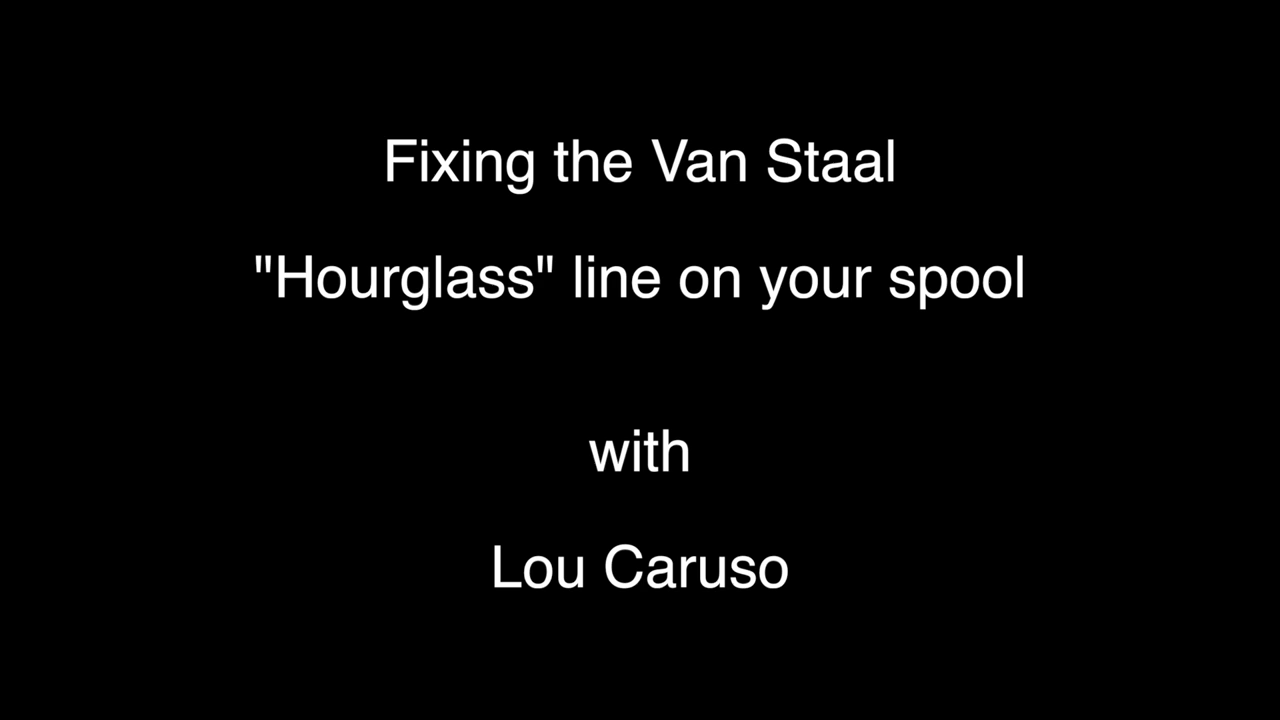 Fixing the Van Staal
"Hourglass" line on your spool
with
Lou Caruso